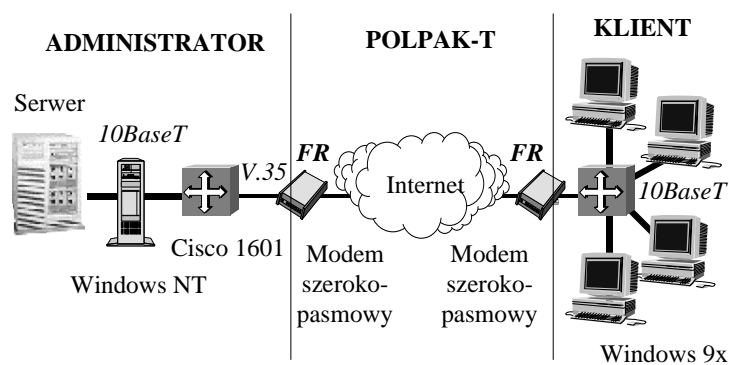 ADMINISTRATOR
POLPAK-T
KLIENT
Serwer
10BaseT
V.35
FR
Internet
FR
10BaseT
Cisco 1601
Windows NT
Modem
szeroko-
pasmowy
Modem
szeroko-
pasmowy
Windows 9x